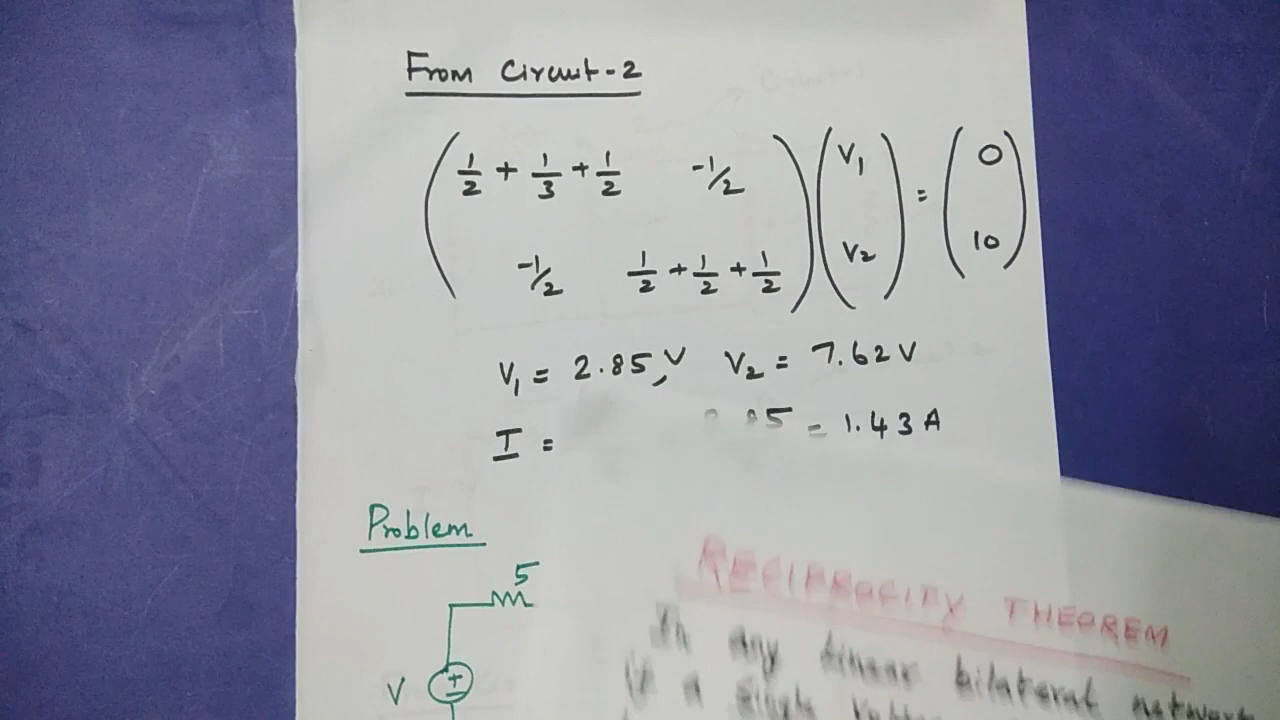 From Circuit-2
1/2 + 1/3 + 1/2 -1/2 V1 = 0
-1/2 1/2 + 1/2 + 1/2 V2 10
V1 = 2.85, V V2 = 7.62 V
I = 85 = 1.43 A
Problem
5
V +
RECIPROCITY THEOREM
In any linear bilateral network
a single